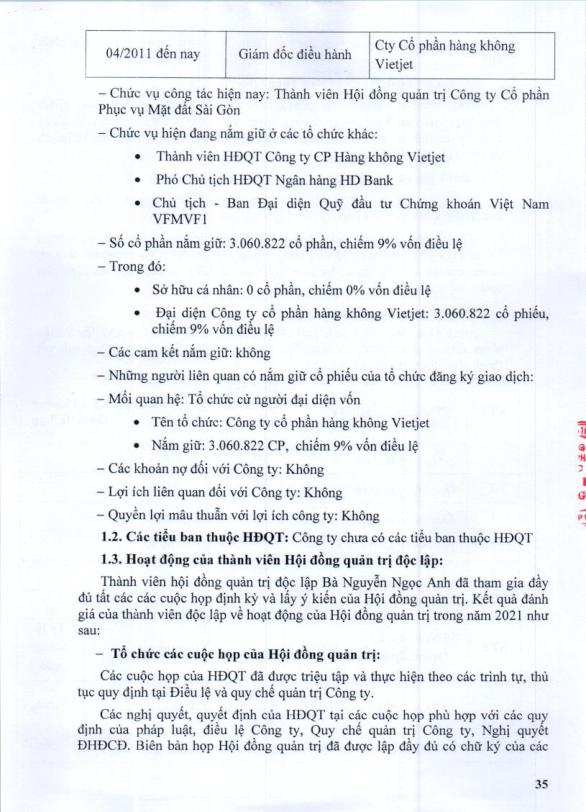 04/2011 đến nay Giám đốc điều hành Cty Cổ phần hàng không
Vietjet
– Chức vụ công tác hiện nay: Thành viên Hội đồng quản trị Công ty Cổ phần
Phục vụ Mặt đất Sài Gòn
– Chức vụ hiện đang nắm giữ ở các tổ chức khác:
• Thành viên HĐQT Công ty CP Hàng không Vietjet
• Phó Chủ tịch HĐQT Ngân hàng HD Bank
• Chủ tịch - Ban Đại diện Quỹ đầu tư Chứng khoán Việt Nam
VFMVF1
– Số cổ phần nắm giữ: 3.060.822 cổ phần, chiếm 9% vốn điều lệ
– Trong đó:
• Sở hữu cá nhân: 0 cổ phần, chiếm 0% vốn điều lệ
• Đại diện Công ty cổ phần hàng không Vietjet: 3.060.822 cổ phiếu,
chiếm 9% vốn điều lệ
– Các cam kết nắm giữ: không
– Những người liên quan có nắm giữ cổ phiếu của tổ chức đăng ký giao dịch:
– Mối quan hệ: Tổ chức cử người đại diện vốn
• Tên tổ chức: Công ty cổ phần hàng không Vietjet
• Nắm giữ: 3.060.822 CP, chiếm 9% vốn điều lệ
– Các khoản nợ đối với Công ty: Không
– Lợi ích liên quan đối với Công ty: Không
– Quyền lợi mâu thuẫn với lợi ích công ty: Không
1.2. Các tiểu ban thuộc HĐQT: Công ty chưa có các tiểu ban thuộc HĐQT
1.3. Hoạt động của thành viên Hội đồng quản trị độc lập:
Thành viên hội đồng quản trị độc lập Bà Nguyễn Ngọc Anh đã tham gia đầy
đủ tất các các cuộc họp định kỳ và lấy ý kiến của Hội đồng quản trị. Kết quả đánh
giá của thành viên độc lập về hoạt động của Hội đồng quản trị trong năm 2021 như
sau:
– Tổ chức các cuộc họp của Hội đồng quản trị:
Các cuộc họp của HĐQT đã được triệu tập và thực hiện theo các trình tự, thủ
tục quy định tại Điều lệ và quy chế quản trị Công ty.
Các nghị quyết, quyết định của HĐQT tại các cuộc họp phù hợp với các quy
định của pháp luật, điều lệ Công ty, Quy chế quản trị Công ty, Nghị quyết
ĐHĐCĐ. Biên bản họp Hội đồng quản trị đã được lập đầy đủ có chữ ký của các
35